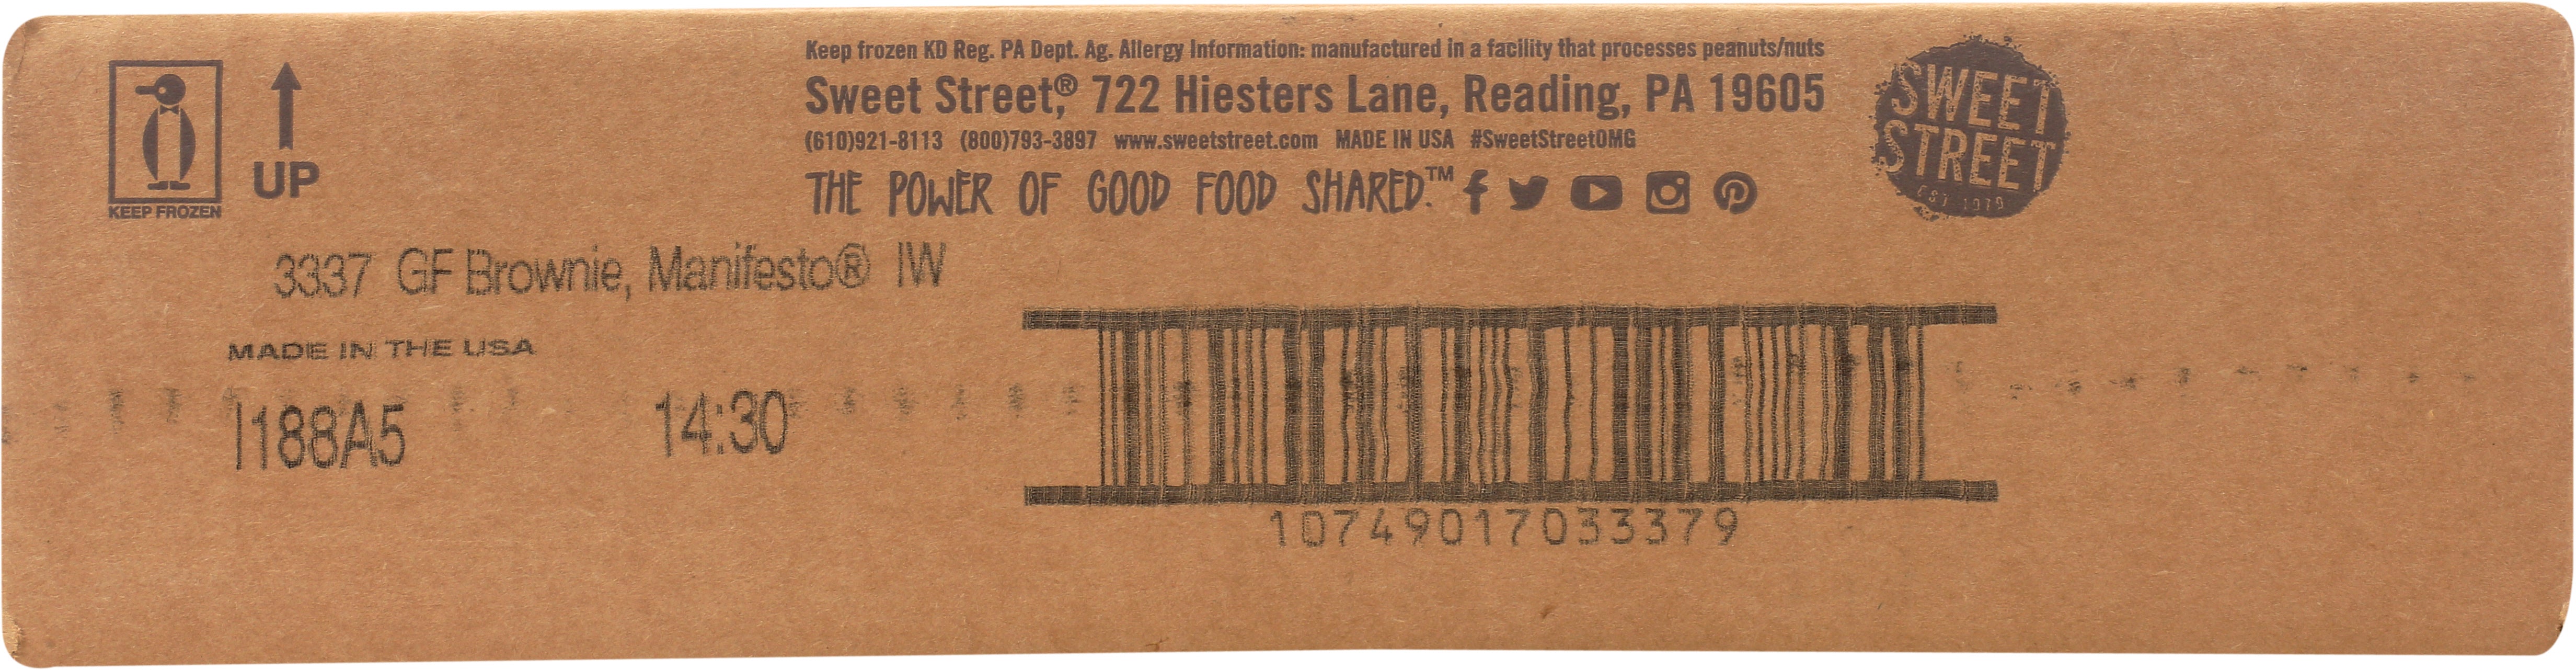 Keep frozen KD Reg. PA Dept. Ag. Allergy Information: manufactured in a facility that processes peanuts/nuts
Sweet Street,® 722 Hiesters Lane, Reading, PA 19605
(610)921-8113 (800)793-3897 www.sweetstreet.com MADE IN USA #SweetStreetOMG
THE POWER OF GOOD FOOD SHARED.™
SWEET
STREET
EST 1979
UP
KEEP FROZEN
3337 GF Brownie, Manifesto® IW
MADE IN THE USA
I188A5 14:30
10749017033379